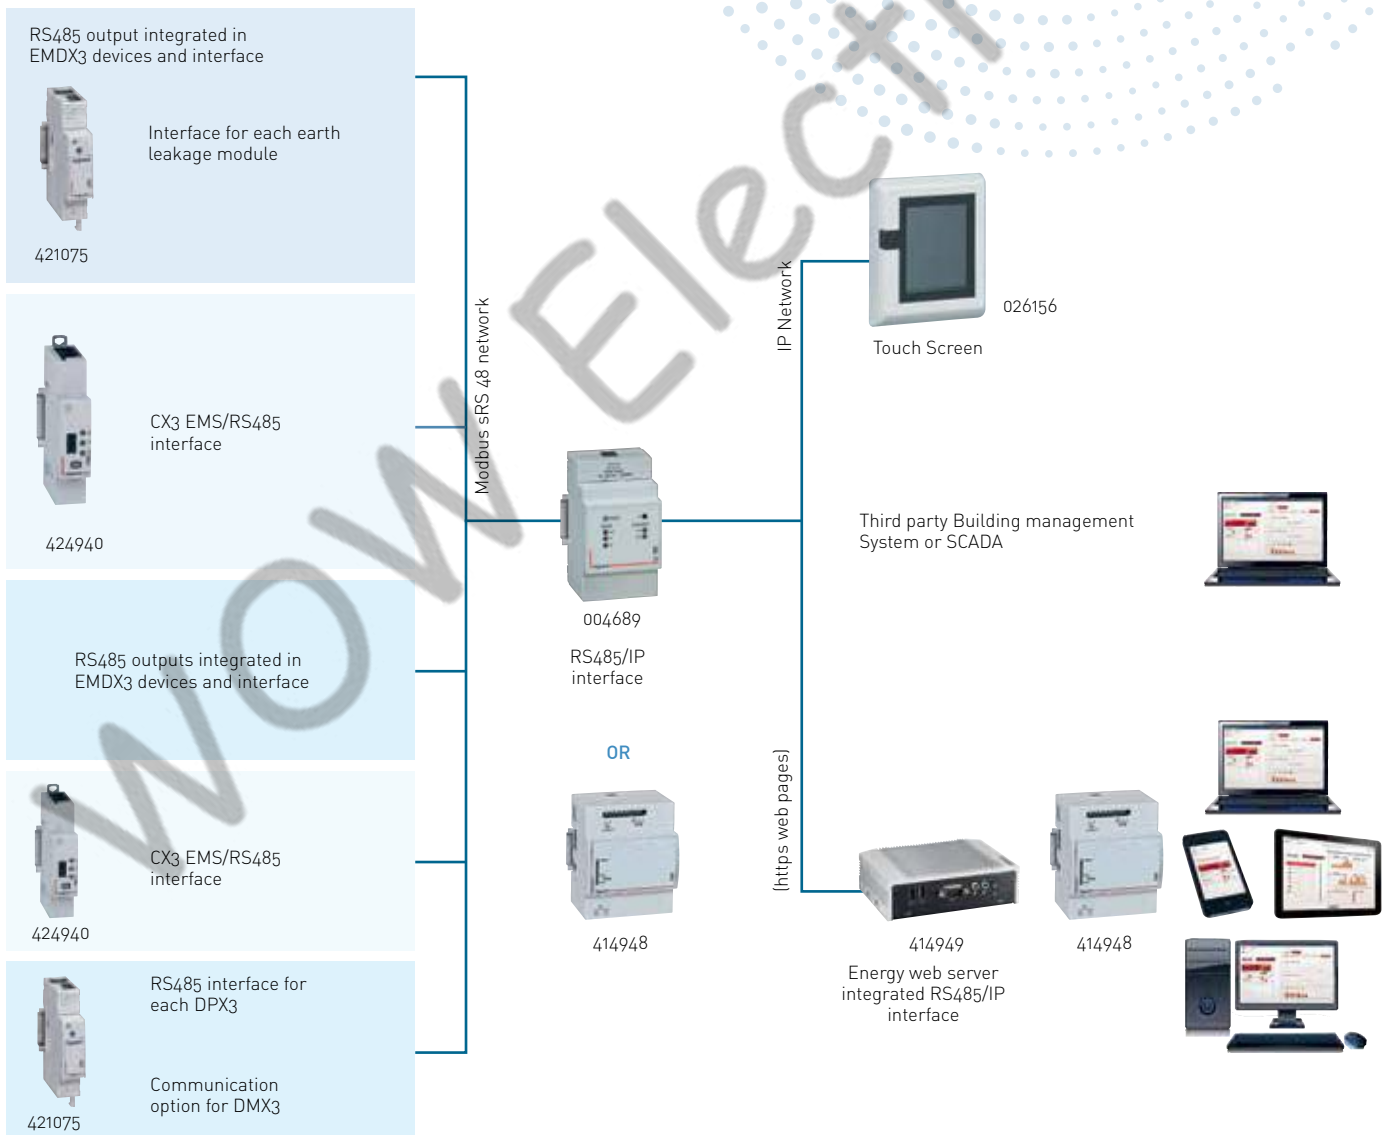 RS485 output integrated in
EMDX3 devices and interface
Interface for each earth
leakage module
421075
CX3 EMS/RS485
interface
424940
RS485 outputs integrated in
EMDX3 devices and interface
CX3 EMS/RS485
interface
424940
RS485 interface for
each DPX3
Communication
option for DMX3
421075
Modbus sRS 48 network
004689
RS485/IP
interface
OR
414948
IP Network
026156
Touch Screen
Third party Building management
System or SCADA
(https web pages)
414949
Energy web server
integrated RS485/IP
interface
414948
WOW Elect